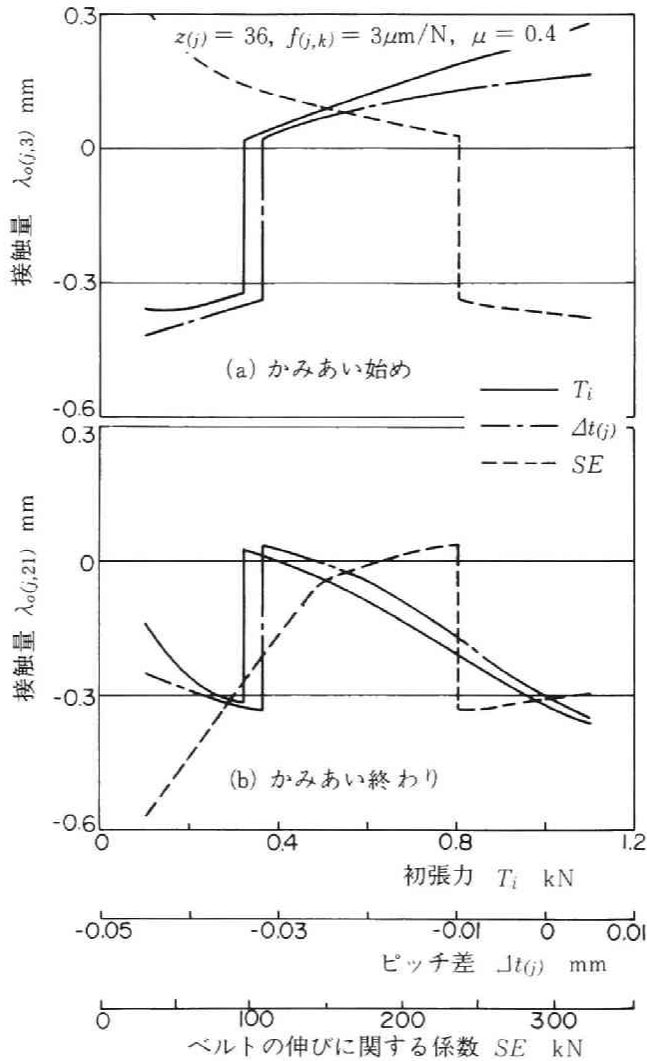 0.3
z(j) = 36, f(j,k) = 3μm/N, μ = 0.4
接触量 λo(j,3) mm
0
-0.3
(a) かみあい始め
-0.6
Ti
Δt(j)
SE
0.3
接触量 λo(j,21) mm
0
-0.3
(b) かみあい終わり
-0.6
0 0.4 0.8 1.2
初張力 Ti kN
-0.05 -0.03 -0.01 0 0.01
ピッチ差 Δt(j) mm
0 100 200 300
ベルトの伸びに関する係数 SE kN